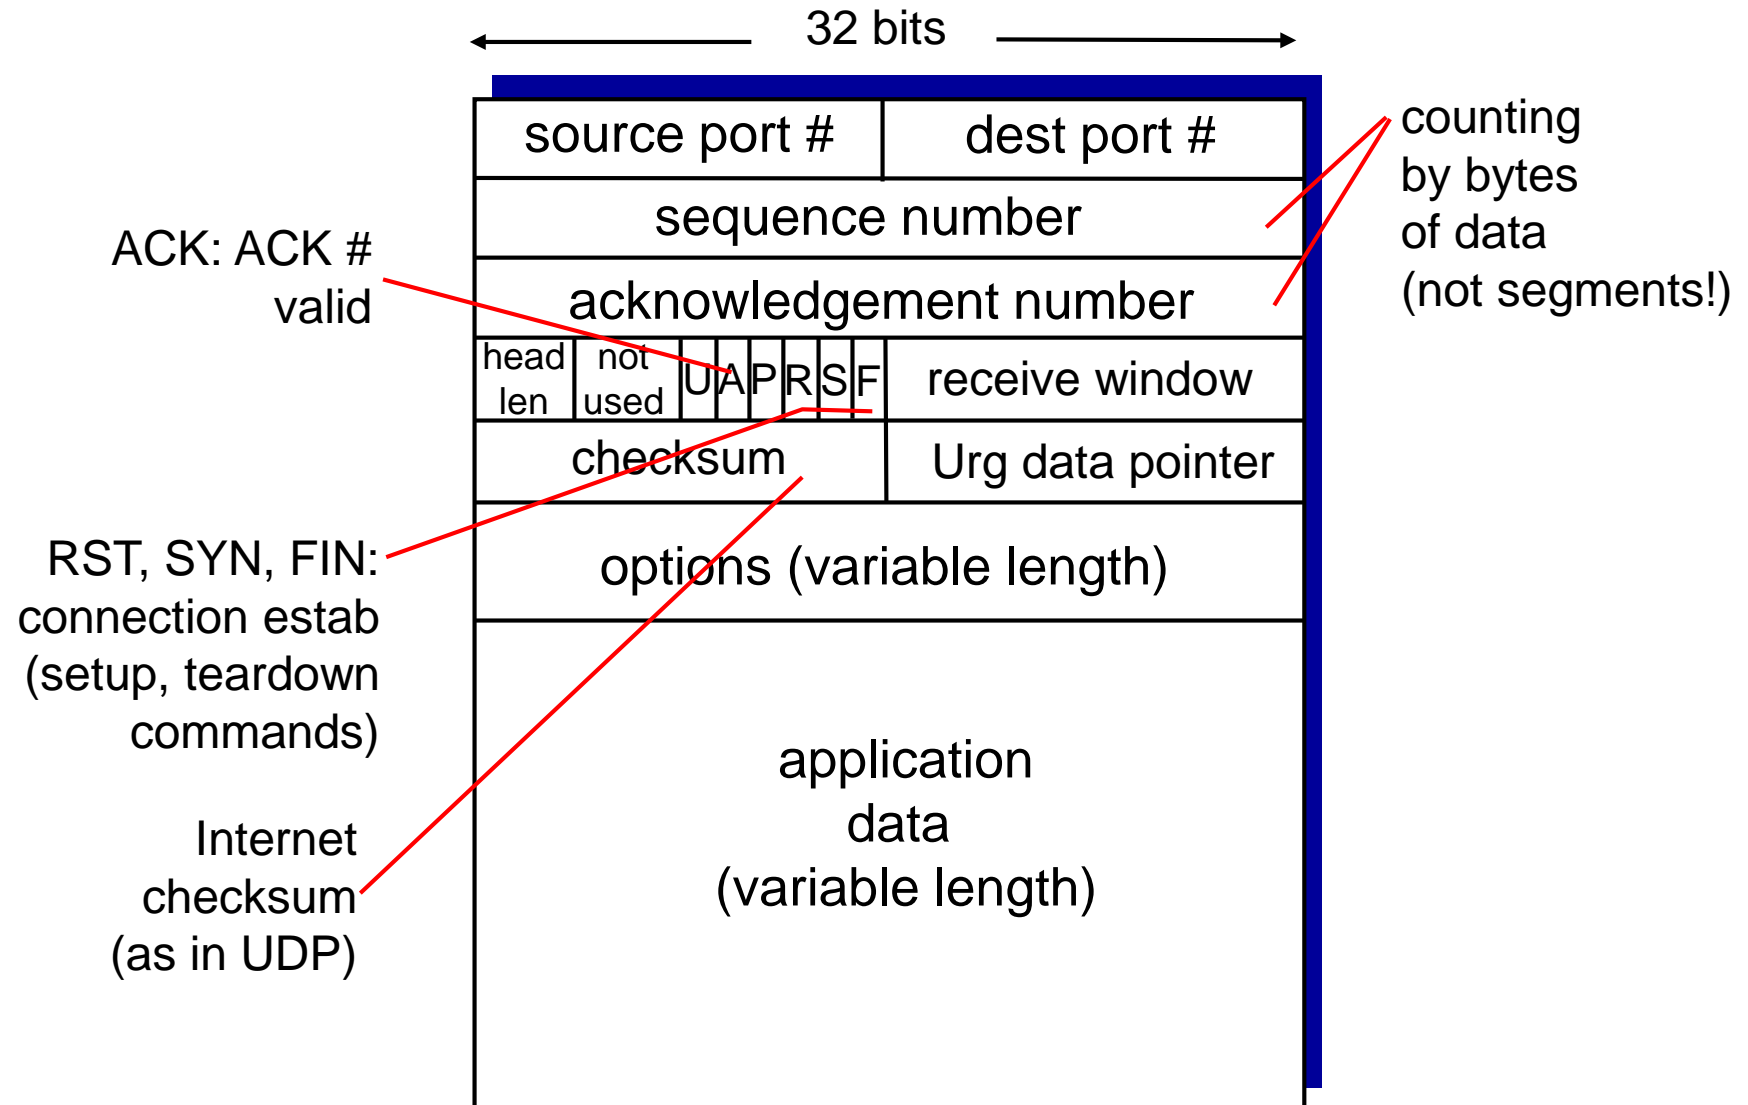 32 bits
source port #
dest port #
counting
by bytes
of data
(not segments!)
sequence number
ACK: ACK #
valid
acknowledgement number
head
len
not
used
U
A
P
R
S
F
receive window
checksum
Urg data pointer
RST, SYN, FIN:
connection estab
(setup, teardown
commands)
options (variable length)
application
data
(variable length)
Internet
checksum
(as in UDP)